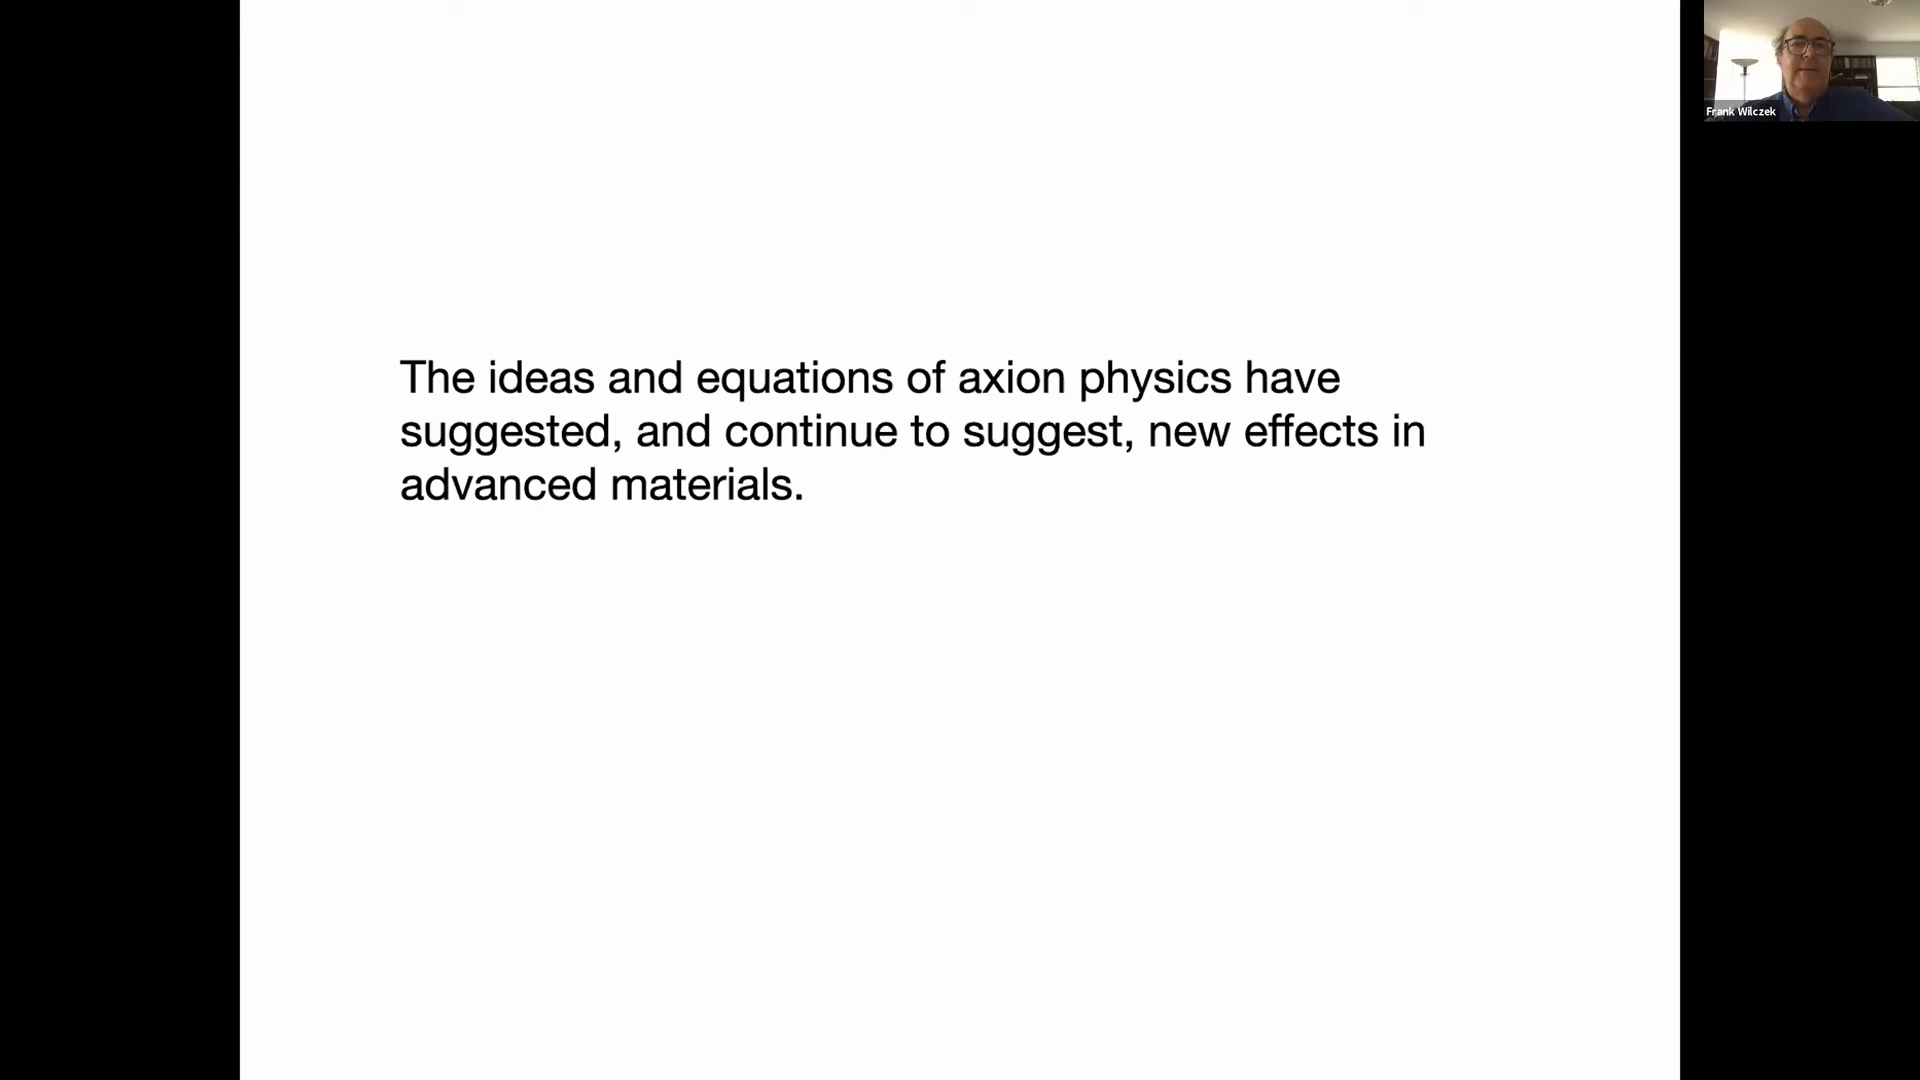 Frank Wilczek
The ideas and equations of axion physics have
suggested, and continue to suggest, new effects in
advanced materials.